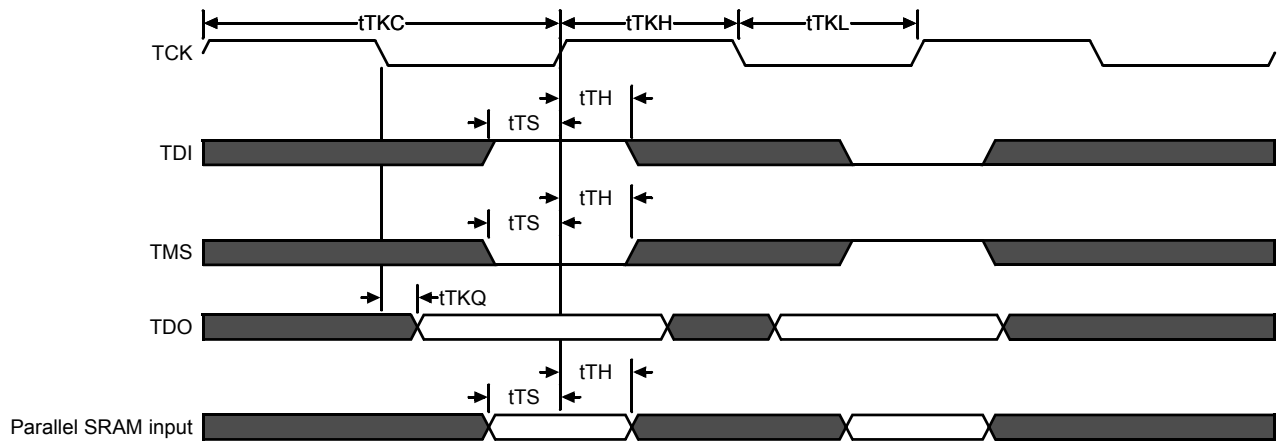 tTKC tTKH tTKL
TCK
tTH
tTS
TDI
tTH
tTS
TMS
tTKQ
TDO
tTH
tTS
Parallel SRAM input